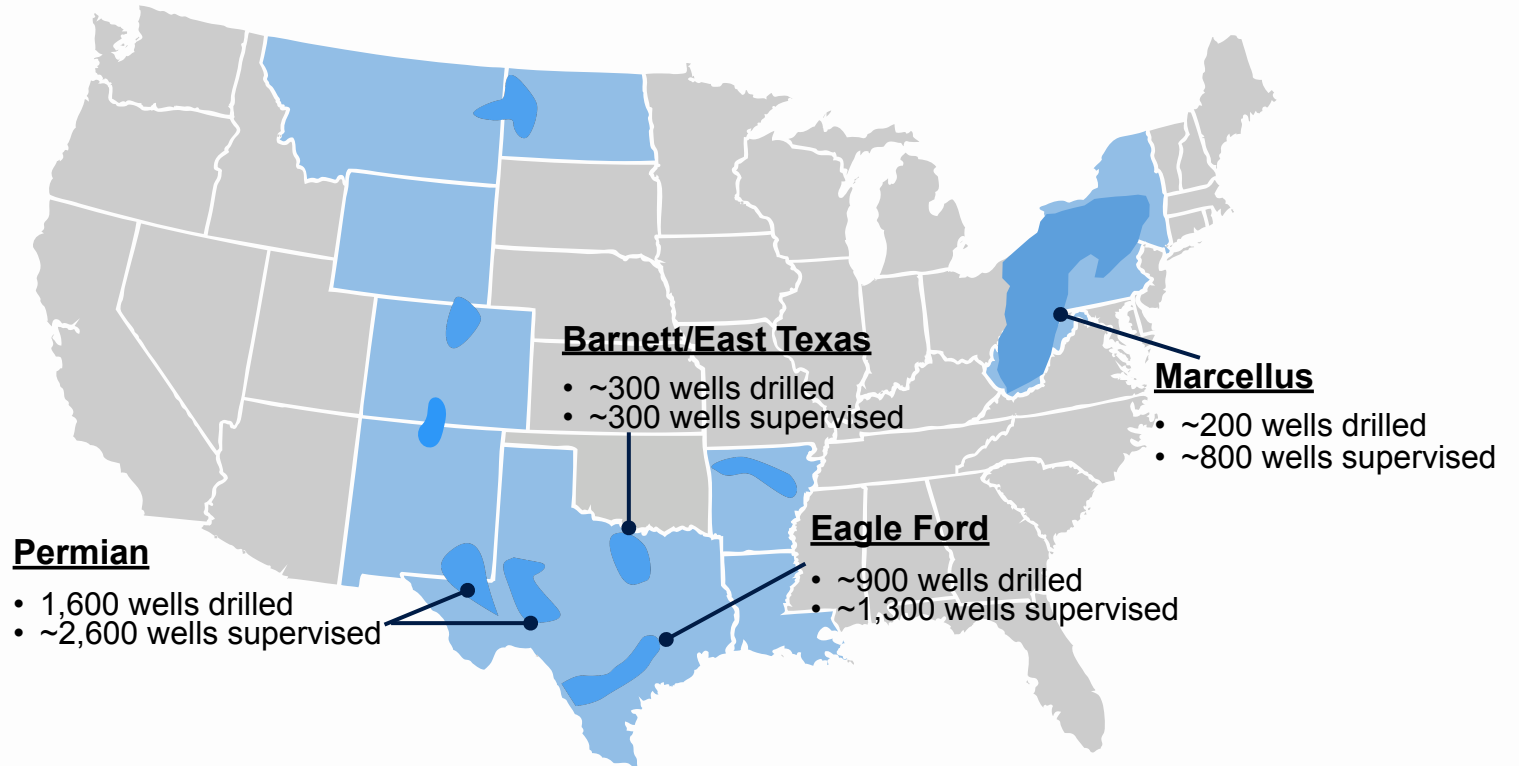 Barnett/East Texas
• ~300 wells drilled
• ~300 wells supervised
Marcellus
• ~200 wells drilled
• ~800 wells supervised
Eagle Ford
• ~900 wells drilled
• ~1,300 wells supervised
Permian
• 1,600 wells drilled
• ~2,600 wells supervised